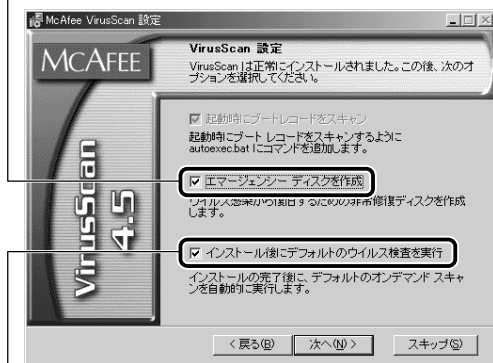 McAfee VirusScan 設定
MCAFEE
VirusScan 設定
VirusScan は正常にインストールされました。この後、次のオ
プションを選択してください。
起動時にブートレコードをスキャン
起動時にブート レコードをスキャンするように
autoexec.bat にコマンドを追加します。
エマージェンシー ディスクを作成
ウイルス感染から復旧するための非常修復ディスクを作成
します。
インストール後にデフォルトのウイルス検査を実行
インストールの完了後に、デフォルトのオンデマンド スキャ
ンを自動的に実行します。
VirusScan
4.5
< 戻る(B)
次へ(N) >
スキップ(S)